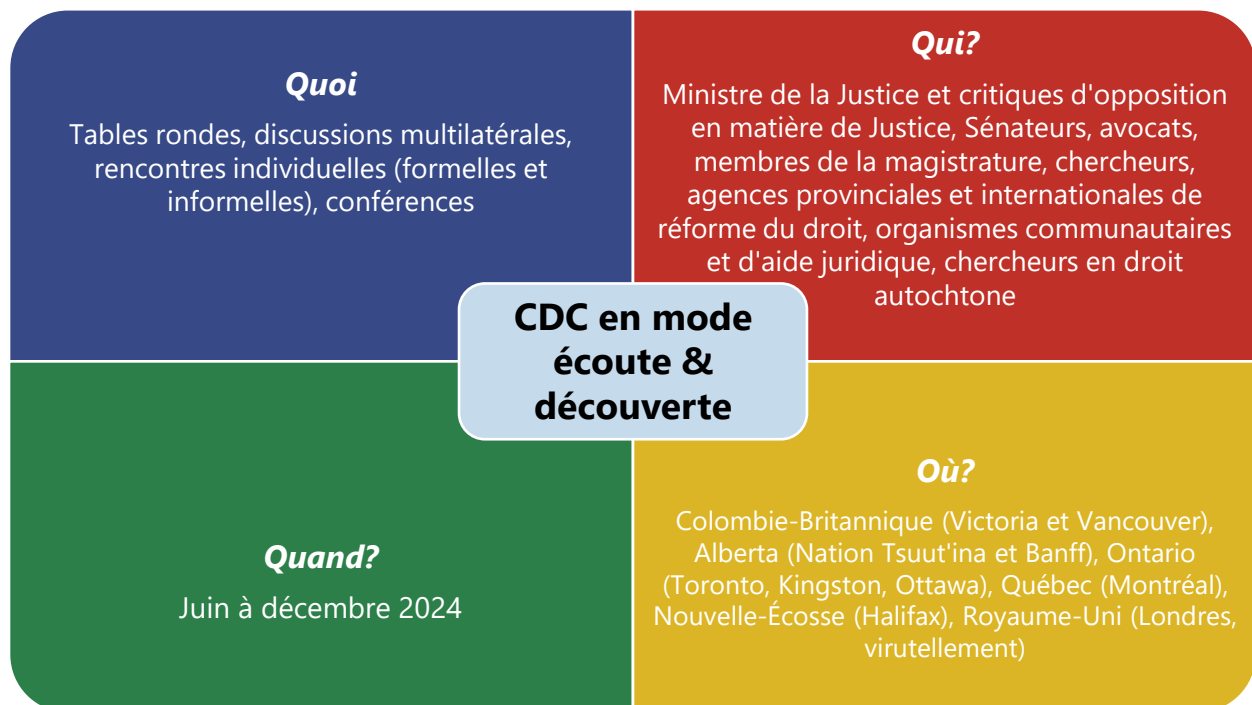 Quoi
Tables rondes, discussions multilatérales,
rencontres individuelles (formelles et
informelles), conférences
Qui?
Ministre de la Justice et critiques d'opposition
en matière de Justice, Sénateurs, avocats,
membres de la magistrature, chercheurs,
agences provinciales et internationales de
réforme du droit, organismes communautaires
et d'aide juridique, chercheurs en droit
autochtone
CDC en mode
écoute &
découverte
Quand?
Juin à décembre 2024
Où?
Colombie-Britannique (Victoria et Vancouver),
Alberta (Nation Tsuut'ina et Banff), Ontario
(Toronto, Kingston, Ottawa), Québec (Montréal),
Nouvelle-Écosse (Halifax), Royaume-Uni (Londres,
virutellement)